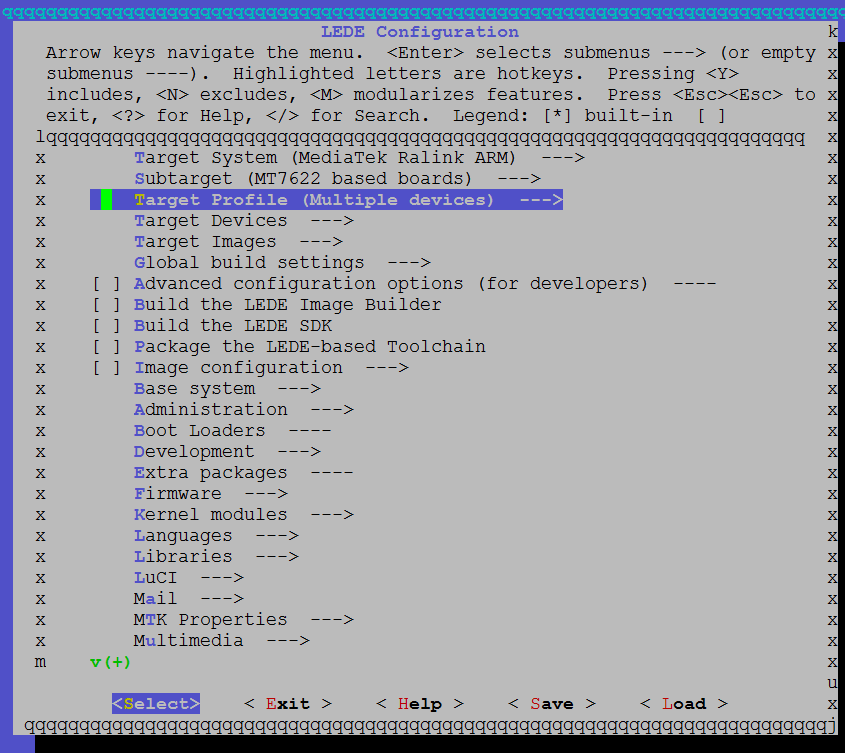 qqqqqqqqqqqqqqqqqqqqqqqqqqqqqqqqqqqqqqqqqqqqqqqqqqqqqqqqqqqqqqqqqqqqqqqqqqqq
LEDE Configuration k
Arrow keys navigate the menu.  <Enter> selects submenus ---> (or empty x
submenus ----).  Highlighted letters are hotkeys.  Pressing <Y> x
includes, <N> excludes, <M> modularizes features.  Press <Esc><Esc> to x
exit, <?> for Help, </> for Search.  Legend: [*] built-in  [ ] x
lqqqqqqqqqqqqqqqqqqqqqqqqqqqqqqqqqqqqqqqqqqqqqqqqqqqqqqqqqqqqqqqqqqqqq x
x Target System (MediaTek Ralink ARM)  ---> x
x Subtarget (MT7622 based boards)  ---> x
x Target Profile (Multiple devices)  ---> x
x Target Devices  ---> x
x Target Images  ---> x
x Global build settings  ---> x
x [ ] Advanced configuration options (for developers)  ---- x
x [ ] Build the LEDE Image Builder x
x [ ] Build the LEDE SDK x
x [ ] Package the LEDE-based Toolchain x
x [ ] Image configuration  ---> x
x Base system  ---> x
x Administration  ---> x
x Boot Loaders  ---- x
x Development  ---> x
x Extra packages  ---- x
x Firmware  ---> x
x Kernel modules  ---> x
x Languages  ---> x
x Libraries  ---> x
x LuCI  ---> x
x Mail  ---> x
x MTK Properties  ---> x
x Multimedia  ---> x
m v(+) x
u
<Select> < Exit > < Help > < Save > < Load > x
qqqqqqqqqqqqqqqqqqqqqqqqqqqqqqqqqqqqqqqqqqqqqqqqqqqqqqqqqqqqqqqqqqqqqqqqqj